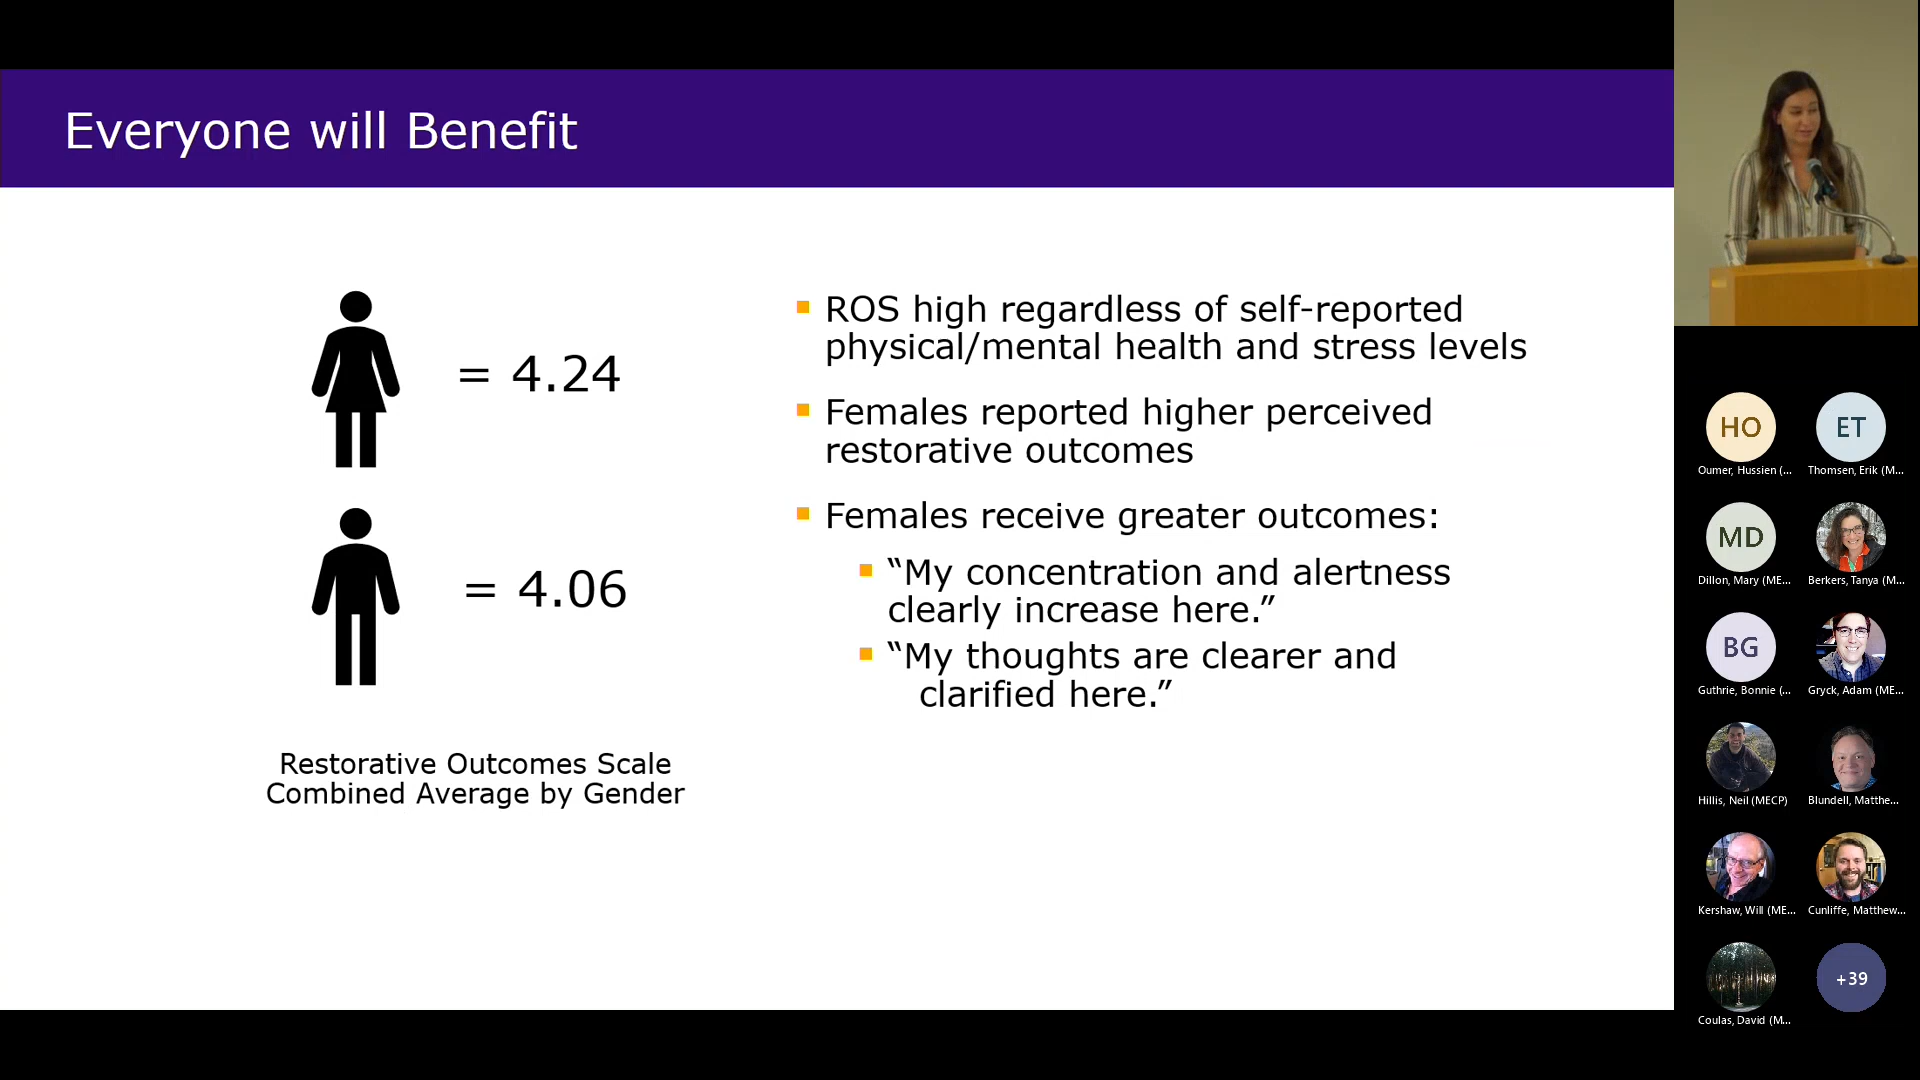 Everyone will Benefit
= 4.24
= 4.06
Restorative Outcomes Scale
Combined Average by Gender
▪ ROS high regardless of self-reported
physical/mental health and stress levels
▪ Females reported higher perceived
restorative outcomes
▪ Females receive greater outcomes:
▪ “My concentration and alertness
clearly increase here.”
▪ “My thoughts are clearer and
clarified here.”
HO
Oumer, Hussien (...
ET
Thomsen, Erik (M...
MD
Dillon, Mary (ME...
Berkers, Tanya (M...
BG
Guthrie, Bonnie (...
Gryck, Adam (ME...
Hillis, Neil (MECP)
Blundell, Matthe...
Kershaw, Will (ME...
Cunliffe, Matthew...
Coulas, David (M...
+39